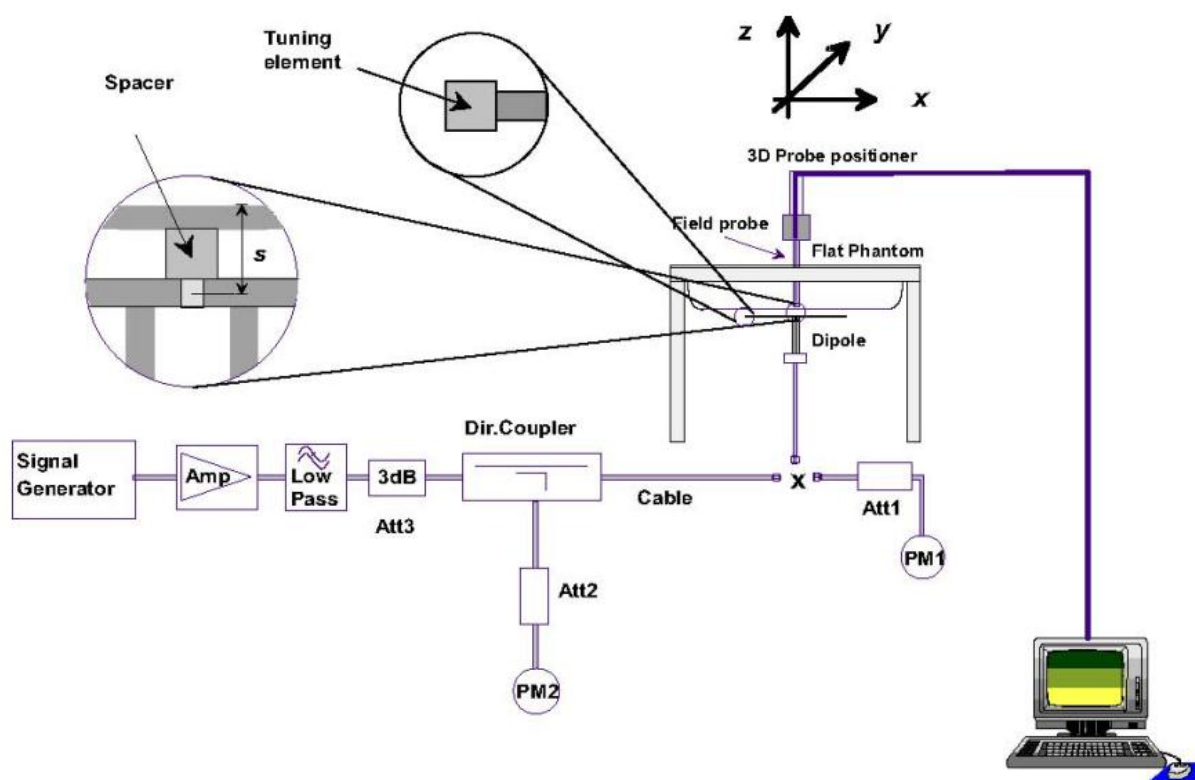 Tuning
element
Spacer
z
y
x
3D Probe positioner
Field probe
Flat Phantom
s
Dipole
Dir.Coupler
Signal
Generator
Amp
Low
Pass
3dB
Att3
Cable
x
Att1
PM1
Att2
PM2